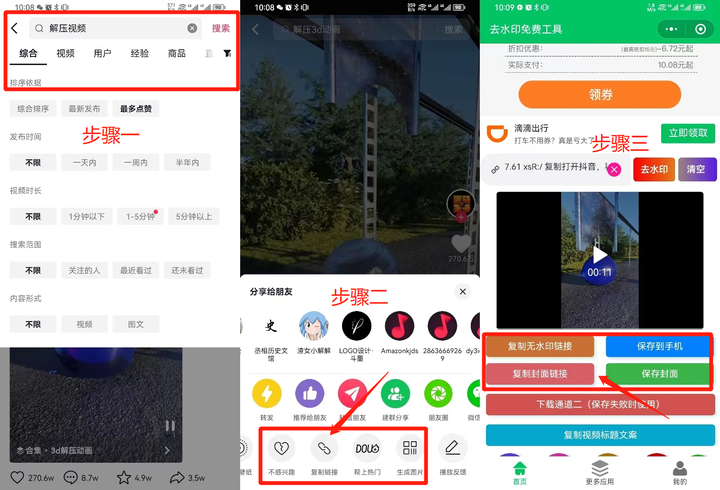 10:08
解压视频
搜索
综合
视频
用户
经验
商品
排序依据
综合排序
最新发布
最多点赞
步骤一
发布时间
不限
一天内
一周内
半年内
视频时长
不限
1分钟以下
1-5分钟
5分钟以上
搜索范围
不限
关注的人
最近看过
还未看过
内容形式
不限
视频
图文
合集·3d解压动画
270.6w
8.7w
4.9w
3.5w
10:08
解压3d动画
搜索
270.6
分享给朋友
步骤二
丞相历史文馆
渣女小解解
LOGO设计·斗墨
Amazonkjds
2863666926
9
dy3i
转发
推荐给朋友
建群分享
朋友圈
微信
壁纸
不感兴趣
复制链接
DOU+
帮上热门
生成图片
播放反馈
10:09
去水印免费工具
折扣优惠：
-6.72元起
实际支付：
10.08元起
领券
滴滴出行
打车不用券？真是亏大了
立即领取
步骤三
7.61 xsR:/ 复制打开抖音，
去水印
清空
00:11
复制无水印链接
保存到手机
复制封面链接
保存封面
下载通道二（保存失败时使用）
复制视频标题文案
首页
更多应用
我的